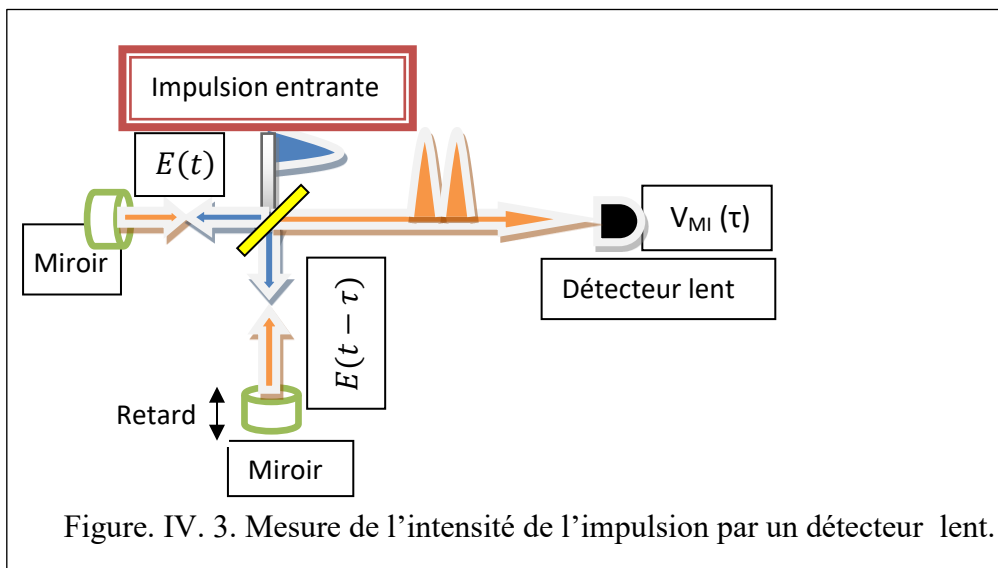 Impulsion entrante
E(t)
Miroir
V_MI (τ)
Détecteur lent
E(t − τ)
Retard
Miroir
Figure. IV. 3. Mesure de l’intensité de l’impulsion par un détecteur lent.